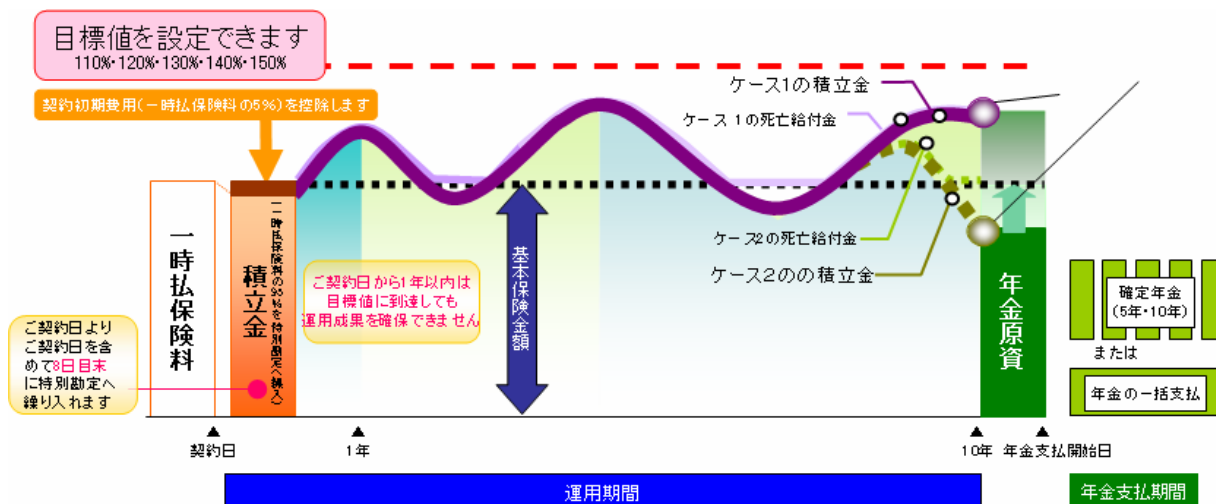 目標値を設定できます
110%・120%・130%・140%・150%
契約初期費用(一時払保険料の5%)を控除します
ケース1の積立金
ケース1の死亡給付金
一時払保険料
積立金
(一時払保険料の95%を特別勘定へ繰入)
ご契約日から1年以内は
目標値に到達しても
運用成果を確保できません
基本保険金額
ケース2の死亡給付金
ケース2のの積立金
年金原資
確定年金
(5年・10年)
または
年金の一括支払
ご契約日より
ご契約日を含
めて8日目末
に特別勘定へ
繰り入れます
契約日
1年
10年
年金支払開始日
運用期間
年金支払期間